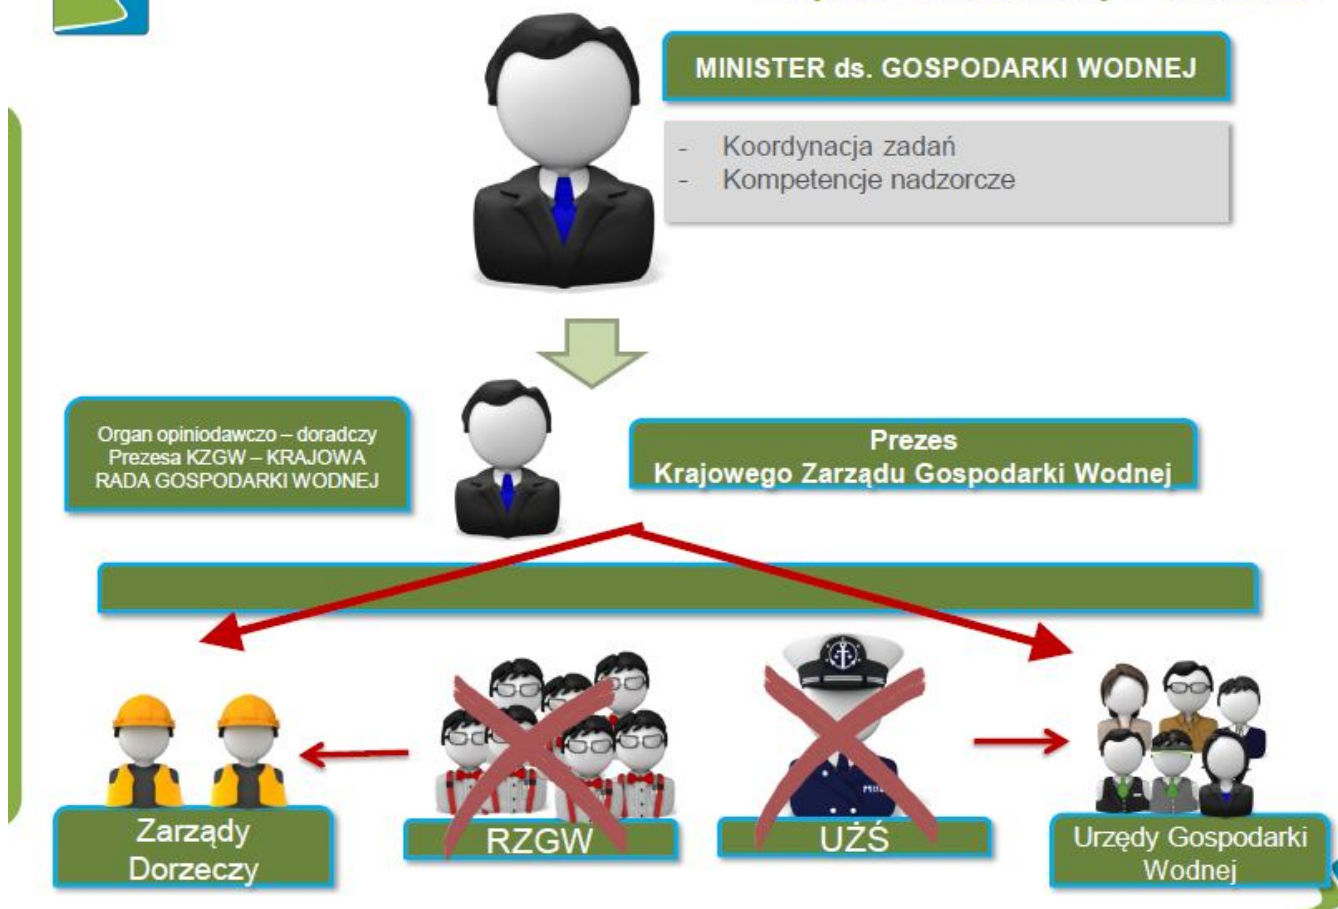 MINISTER ds. GOSPODARKI WODNEJ
- Koordynacja zadań
- Kompetencje nadzorcze
Organ opiniodawczo – doradczy
Prezesa KZGW – KRAJOWA
RADA GOSPODARKI WODNEJ
Prezes
Krajowego Zarządu Gospodarki Wodnej
Zarządy
Dorzeczy
RZGW
UŻŚ
Urzędy Gospodarki
Wodnej